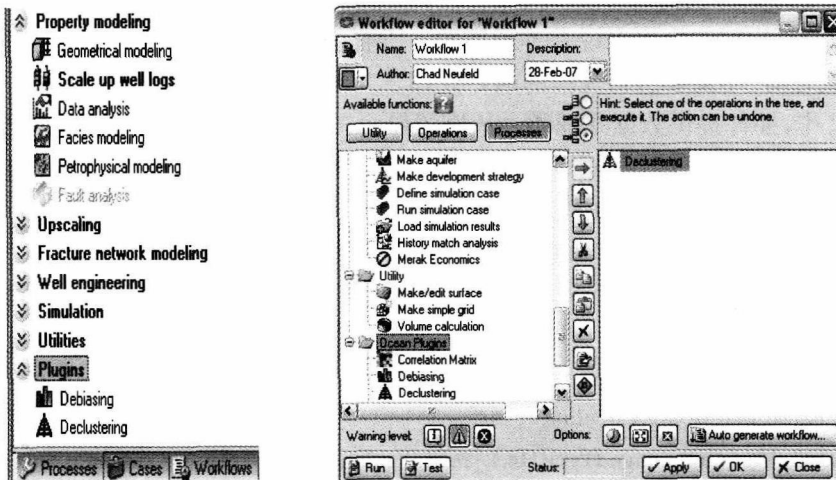 Property modeling
Geometrical modeling
Scale up well logs
Data analysis
Facies modeling
Petrophysical modeling
Fault analysis
Upscaling
Fracture network modeling
Well engineering
Simulation
Utilities
Plugins
Debiasing
Declustering
Processes Cases Workflows
Workflow editor for "Workflow 1"
Name: Workflow 1 Description:
Author: Chad Neufeld 28-Feb-07
Available functions: ?
Hint: Select one of the operations in the tree, and
execute it. The action can be undone.
Utility Operations Processes
Make aquifer
Make development strategy
Define simulation case
Run simulation case
Load simulation results
History match analysis
Merak Economics
Utility
Make/edit surface
Make simple grid
Volume calculation
Ocean Plugins
Correlation Matrix
Debiasing
Declustering
Declustering
Warning level: Options: Auto generate workflow...
Run Test Status: Apply OK Close